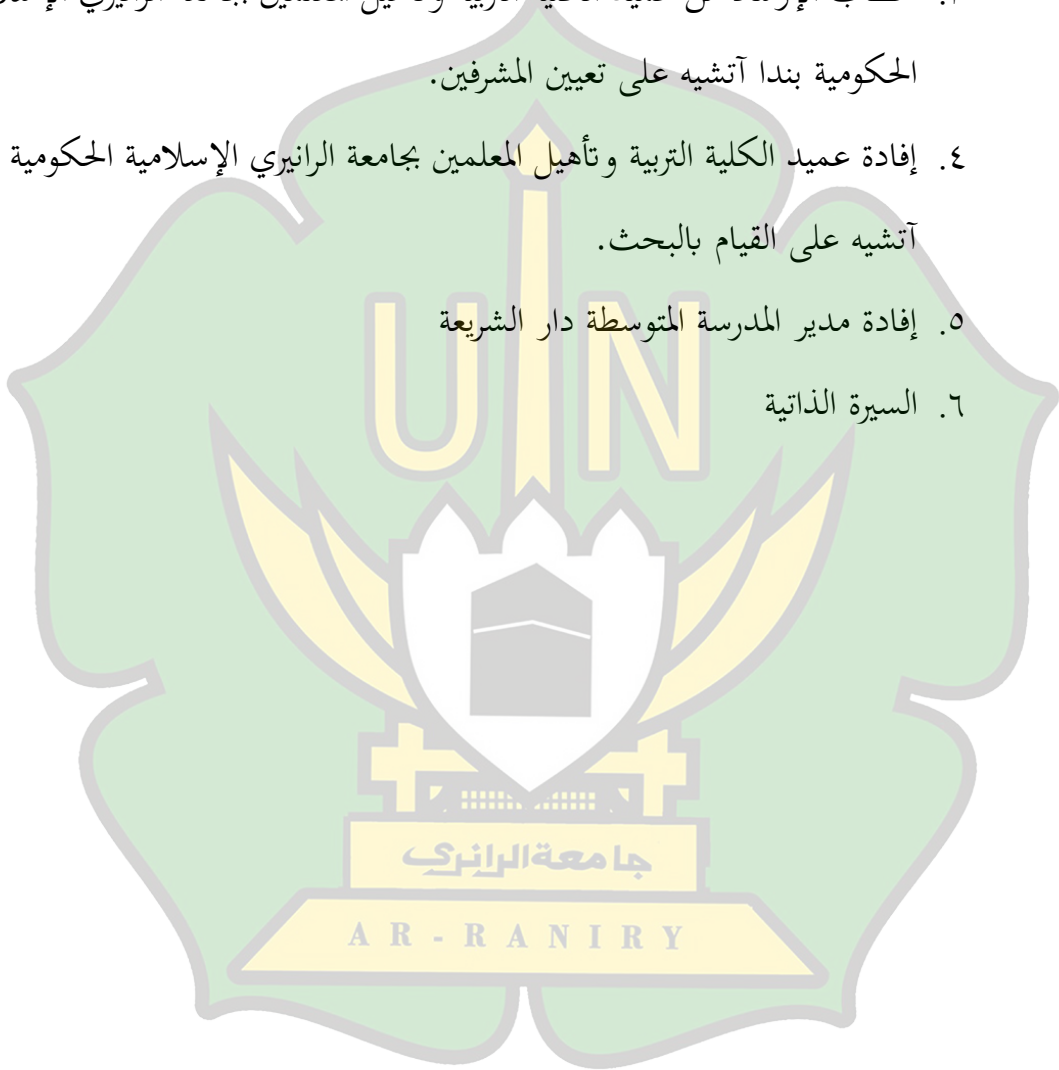 الحكومية بندا آتشيه على تعيين المشرفين.
٤. إفادة عميد الكلية التربية وتأهيل المعلمين بجامعة الرانيري الإسلامية الحكومية
آتشيه على القيام بالبحث.
٥. إفادة مدير المدرسة المتوسطة دار الشريعة
٦. السيرة الذاتية
UIN
جامعة الرانري
AR-RANIRY